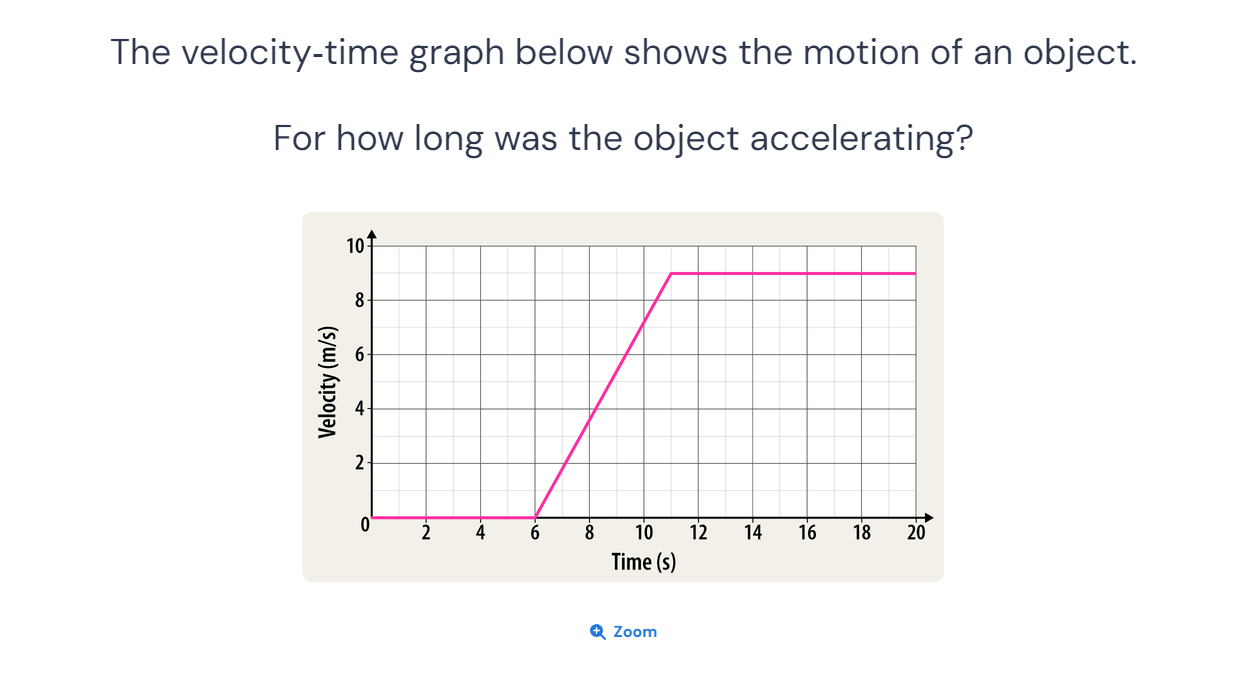 The velocity-time graph below shows the motion of an object.
For how long was the object accelerating?
10
8
6
4
2
0
Velocity (m/s)
2 4 6 8 10 12 14 16 18 20
Time (s)
Zoom